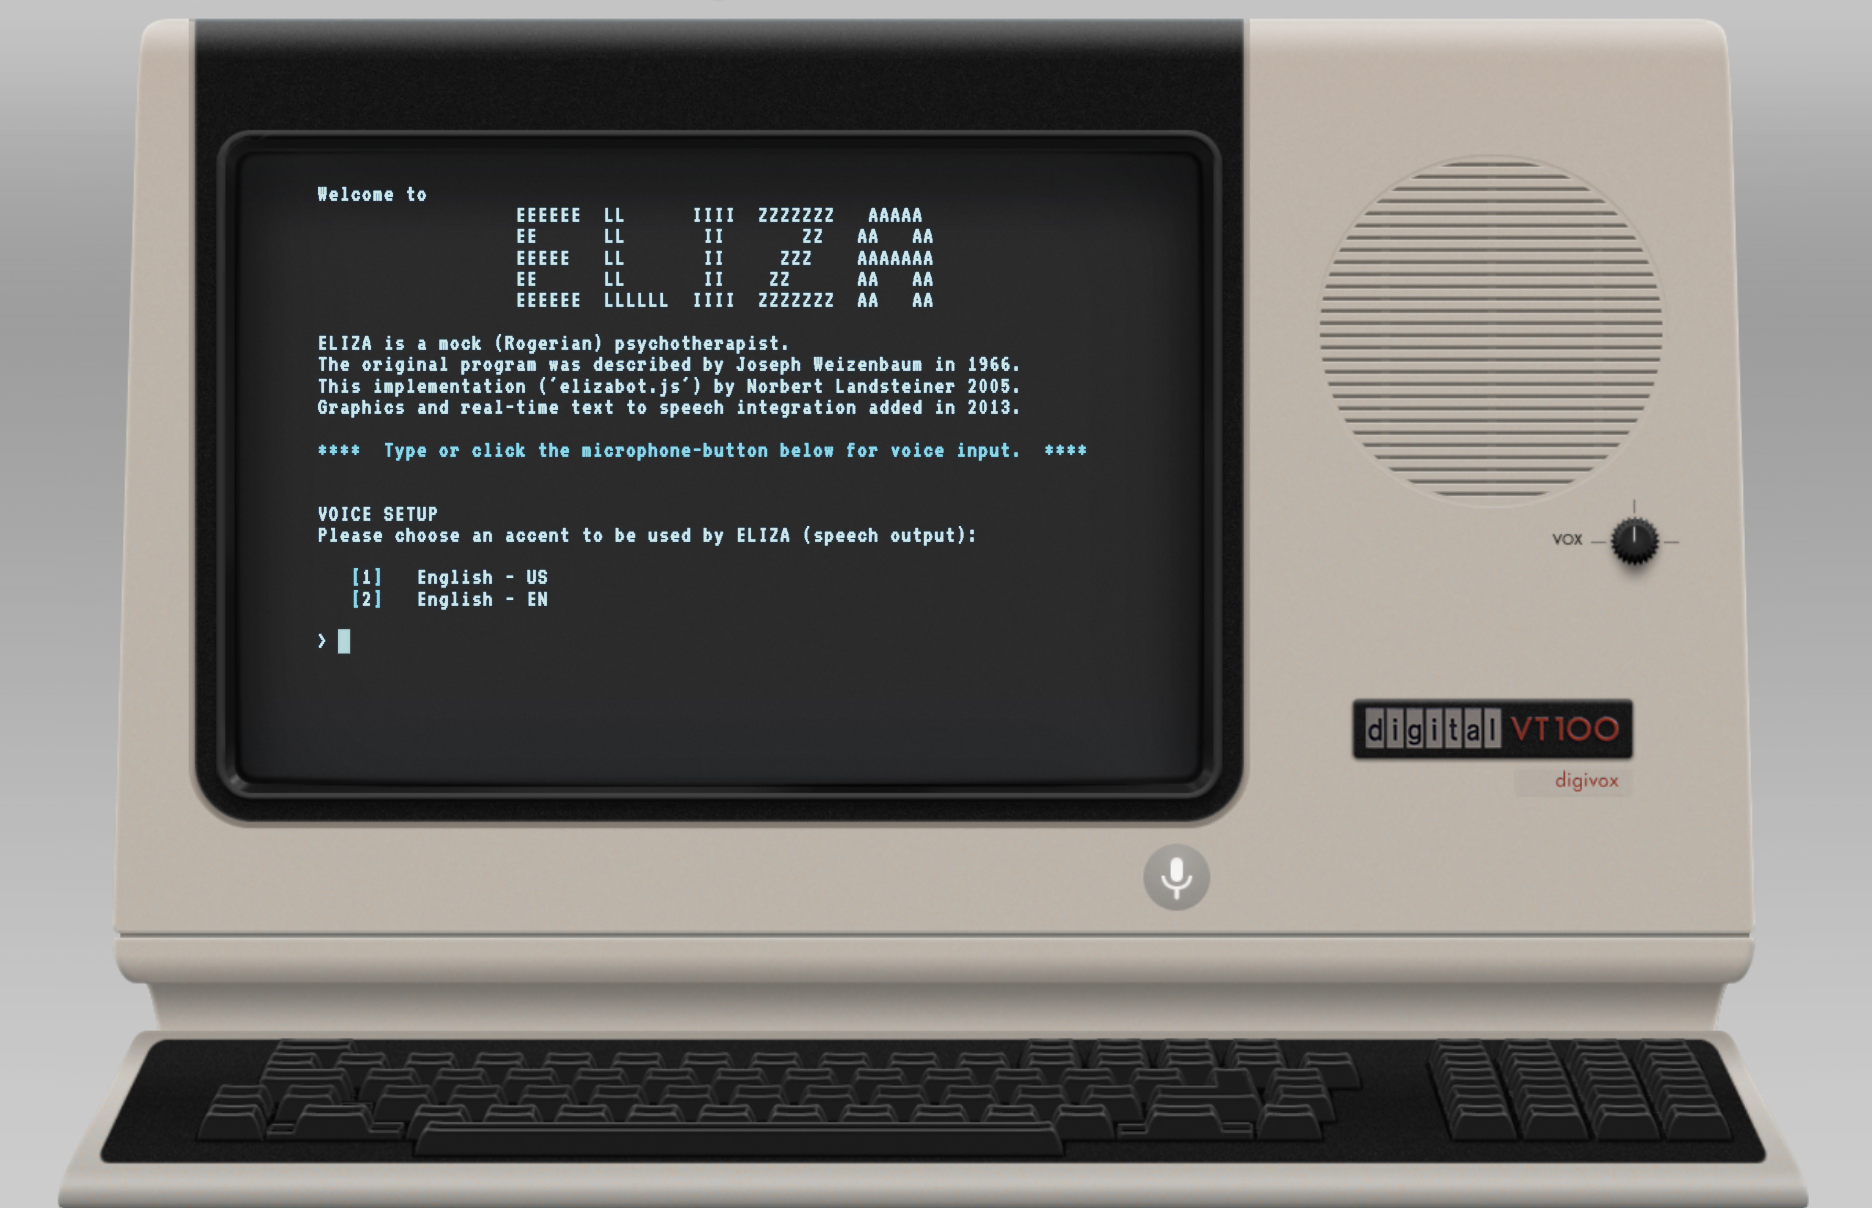 Welcome to
EEEEEE  LL      IIII  ZZZZZZZ   AAAAA
EE      LL       II       ZZ   AA   AA
EEEEE   LL       II     ZZZ    AAAAAAA
EE      LL       II    ZZ      AA   AA
EEEEEE  LLLLLL  IIII  ZZZZZZZ  AA   AA
ELIZA is a mock (Rogerian) psychotherapist.
The original program was described by Joseph Weizenbaum in 1966.
This implementation ('elizabot.js') by Norbert Landsteiner 2005.
Graphics and real-time text to speech integration added in 2013.
****  Type or click the microphone-button below for voice input.  ****
VOICE SETUP
Please choose an accent to be used by ELIZA (speech output):
[1]   English - US
[2]   English - EN
>
VOX
digital VT100
digivox